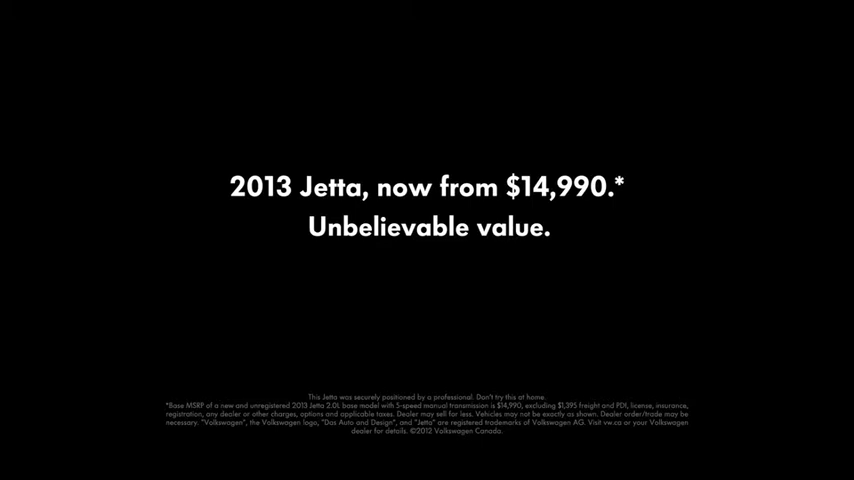 2013 Jetta, now from $14,990.*
Unbelievable value.
This Jetta was securely positioned by a professional. Don't try this at home.
*Base MSRP of a new and unregistered 2013 Jetta 2.0L base model with 5-speed manual transmission is $14,990, excluding $1,395 freight and PDI, license, insurance,
registration, any dealer or other charges, options and applicable taxes. Dealer may sell for less. Vehicles may not be exactly as shown. Dealer order/trade may be
necessary. "Volkswagen", the Volkswagen logo, "Das Auto and Design", and "Jetta" are registered trademarks of Volkswagen AG. Visit vw.ca or your Volkswagen
dealer for details. ©2012 Volkswagen Canada.